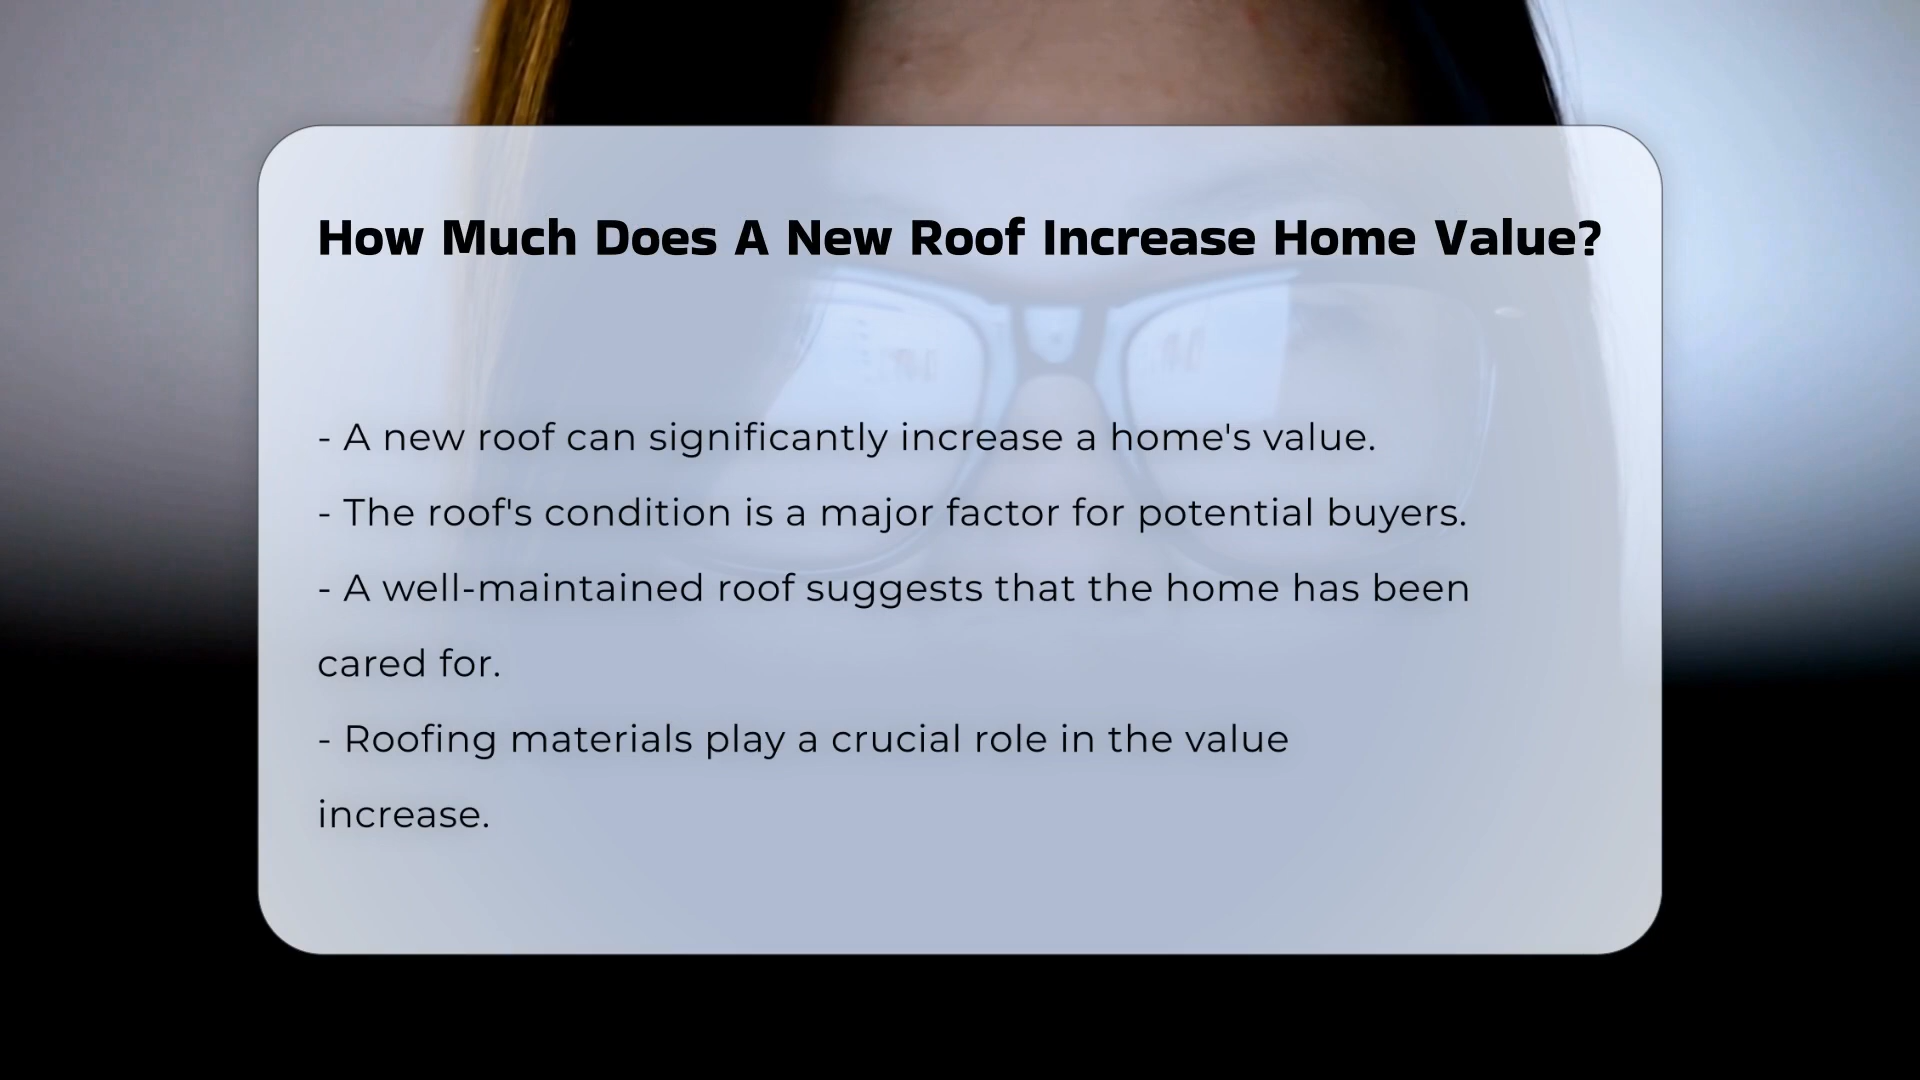 How Much Does A New Roof Increase Home Value?
- A new roof can significantly increase a home's value.
- The roof's condition is a major factor for potential buyers.
- A well-maintained roof suggests that the home has been
cared for.
- Roofing materials play a crucial role in the value
increase.